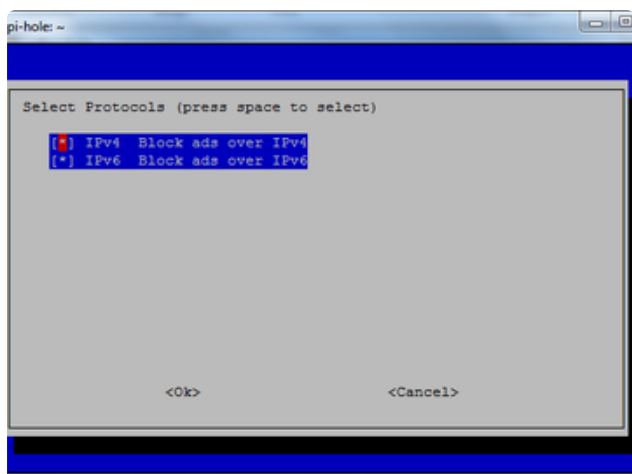 pi-hole: ~
Select Protocols (press space to select)
[*] IPv4 Block ads over IPv4
[*] IPv6 Block ads over IPv6
<Ok> <Cancel>